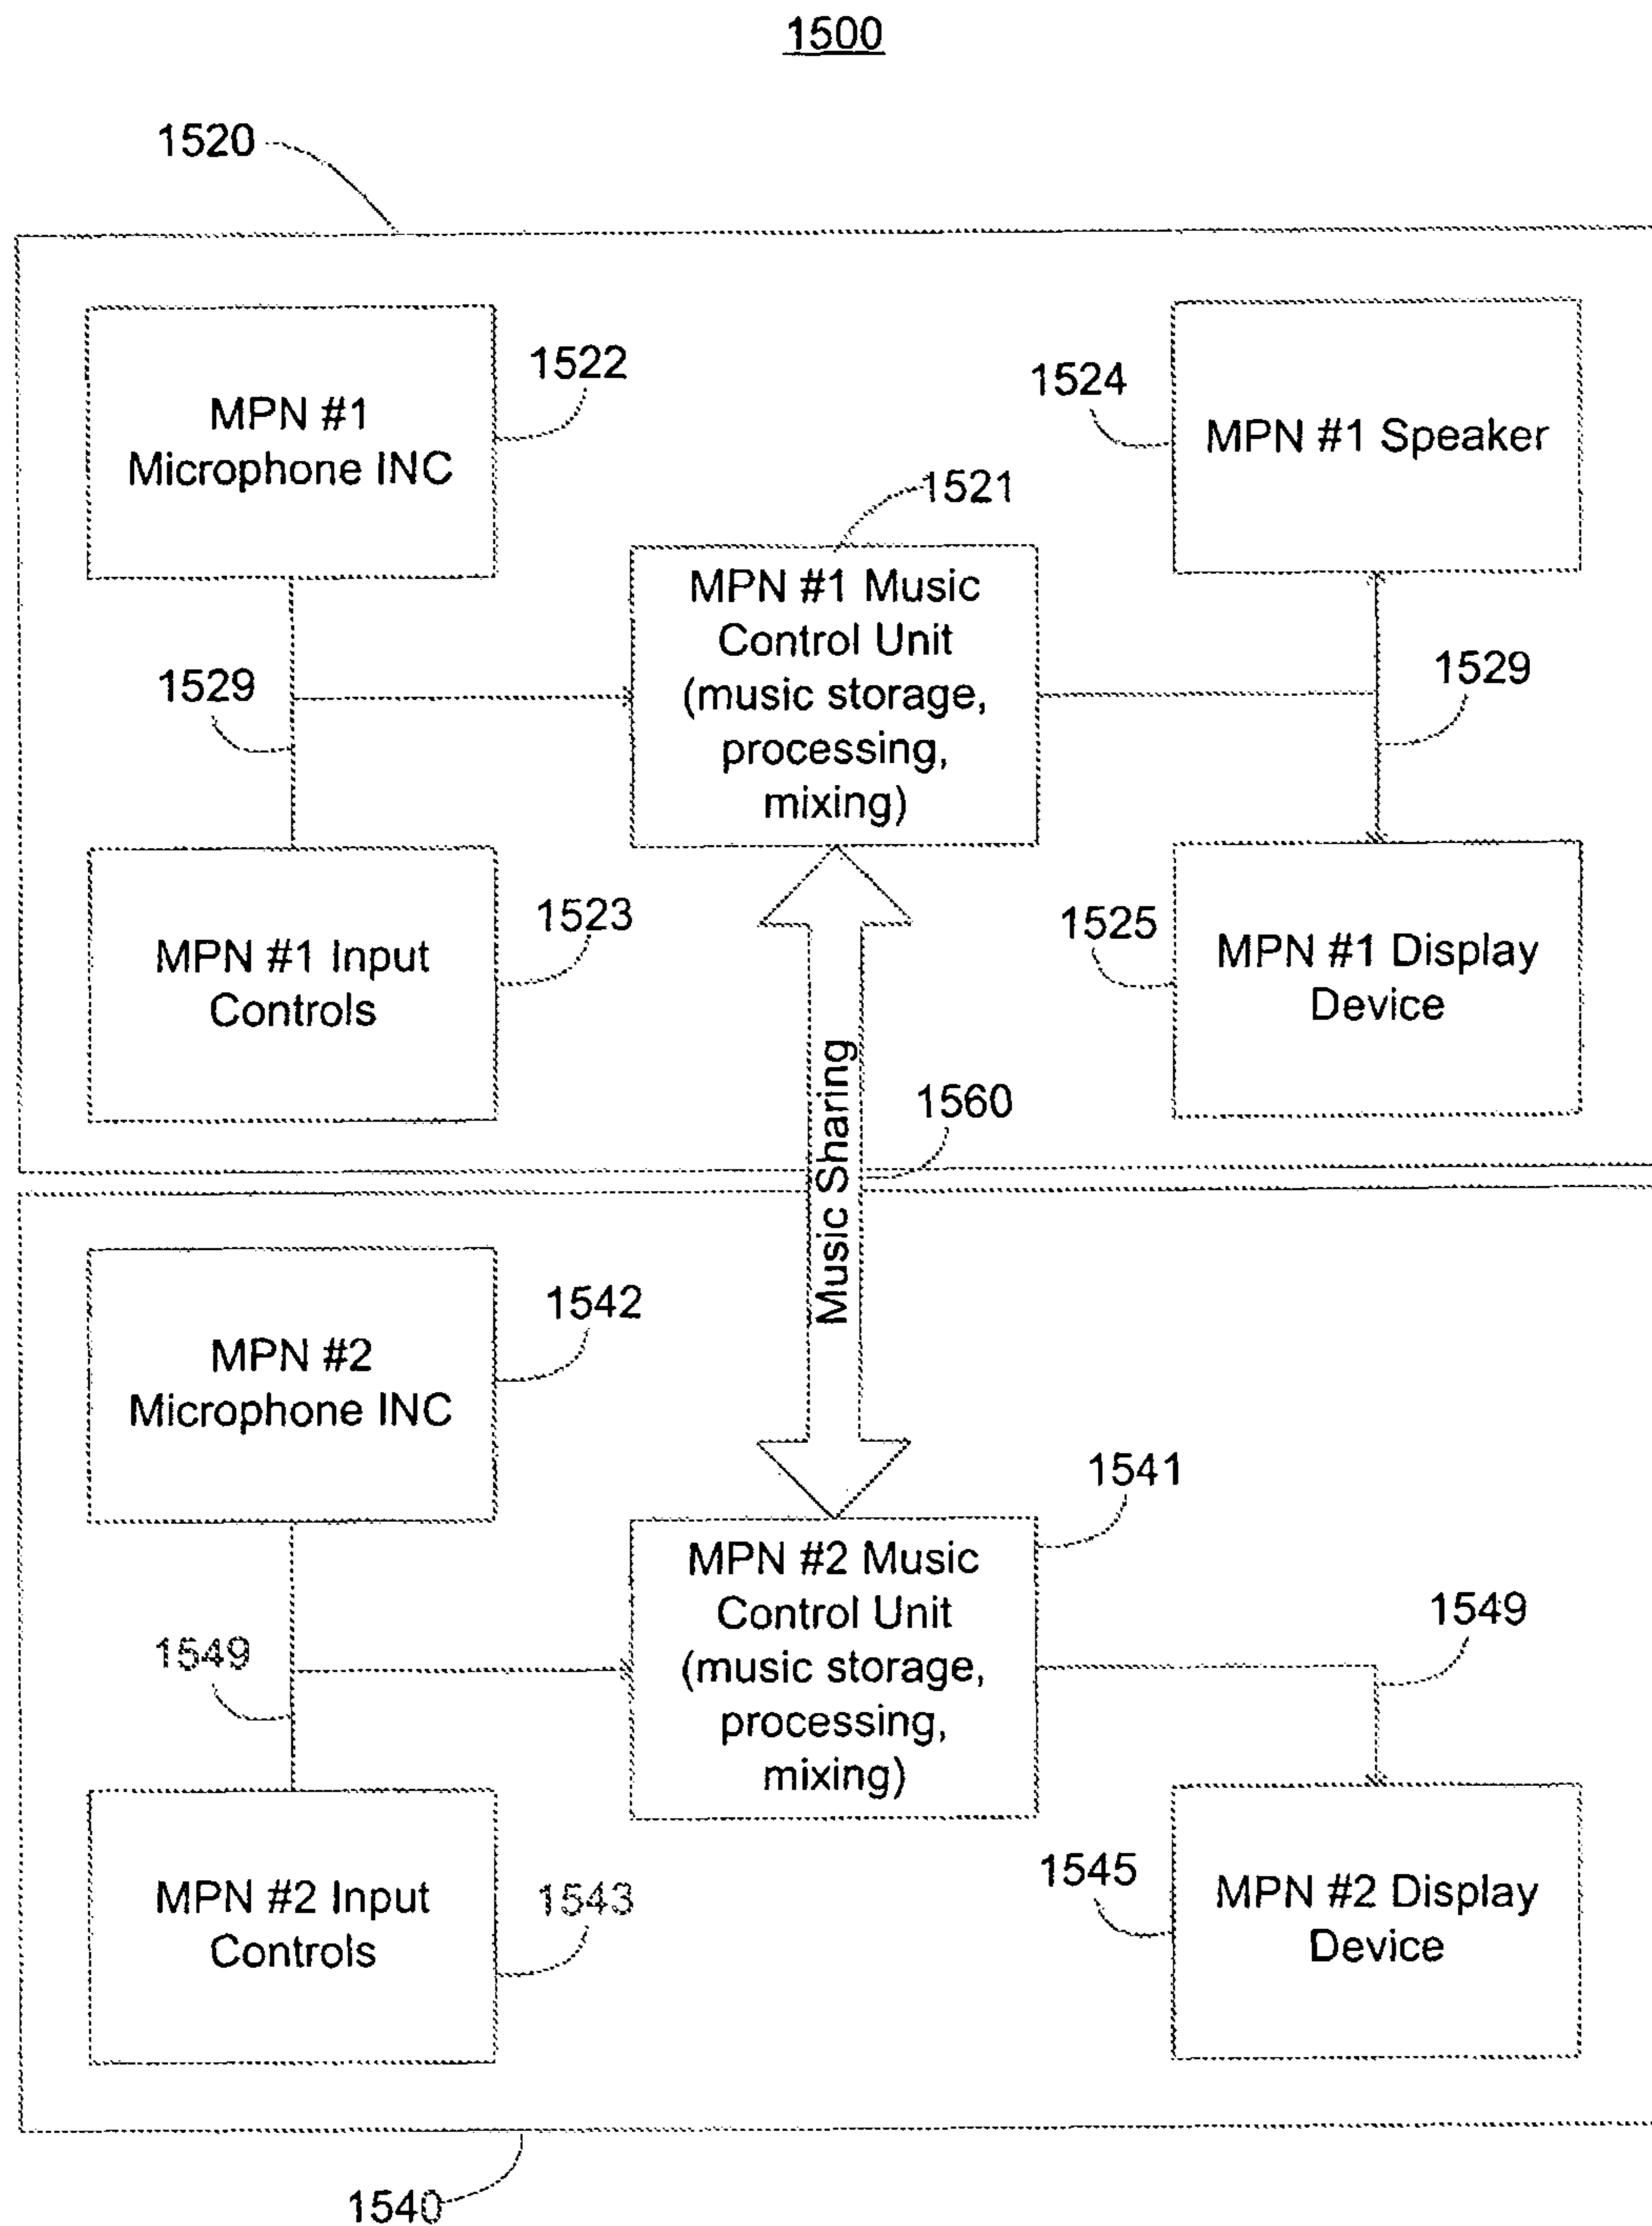 1500
1520
MPN #1
Microphone INC
1522
1524
MPN #1 Speaker
1521
MPN #1 Music
Control Unit
(music storage,
processing,
mixing)
1529
1529
MPN #1 Input
Controls
1523
1525
MPN #1 Display
Device
Music Sharing
1560
MPN #2
Microphone INC
1542
1541
MPN #2 Music
Control Unit
(music storage,
processing,
mixing)
1549
1549
MPN #2 Input
Controls
1543
1545
MPN #2 Display
Device
1540